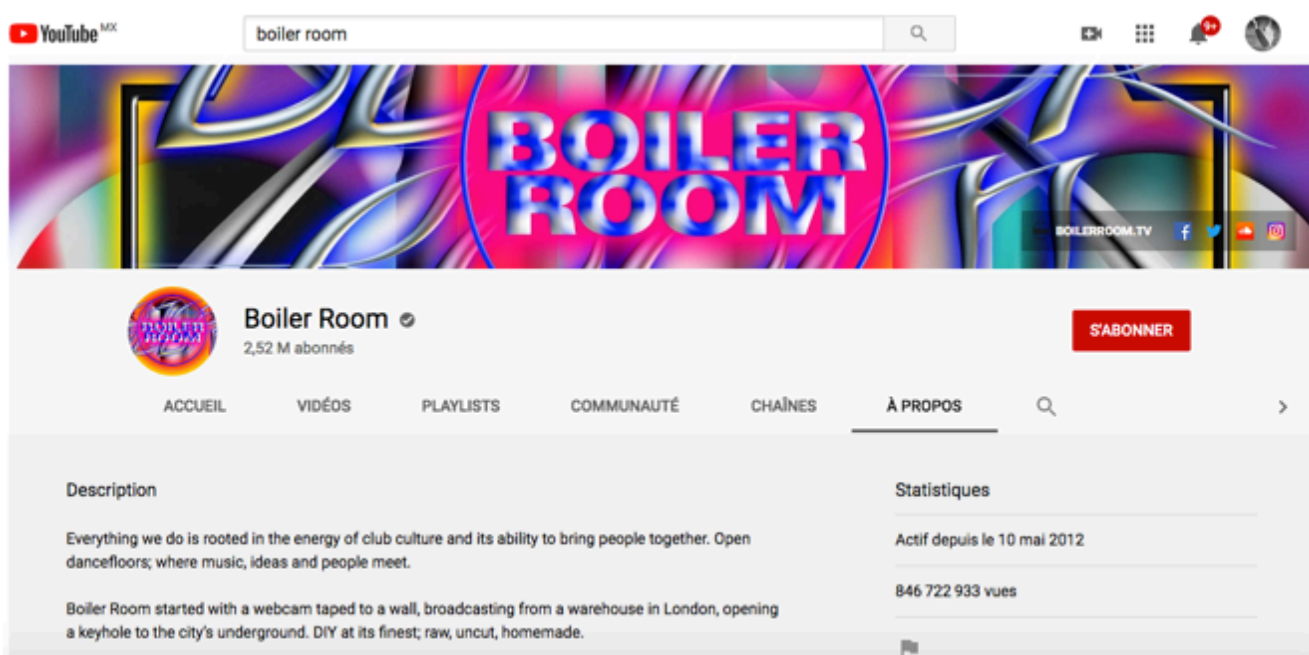 YouTube MX
boiler room
9+
BOILER
ROOM
BOILERROOM.TV
BOILER
ROOM
Boiler Room
2,52 M abonnés
S'ABONNER
ACCUEIL VIDÉOS PLAYLISTS COMMUNAUTÉ CHAÎNES À PROPOS
Description
Statistiques
Everything we do is rooted in the energy of club culture and its ability to bring people together. Open
dancefloors; where music, ideas and people meet.
Actif depuis le 10 mai 2012
846 722 933 vues
Boiler Room started with a webcam taped to a wall, broadcasting from a warehouse in London, opening
a keyhole to the city's underground. DIY at its finest; raw, uncut, homemade.